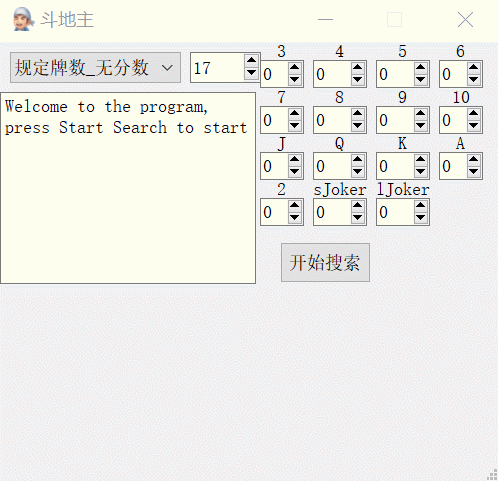 斗地主
规定牌数_无分数 17
Welcome to the program,
press Start Search to start
3 4 5 6
0 0 0 0
7 8 9 10
0 0 0 0
J Q K A
0 0 0 0
2 sJoker lJoker
0 0 0
开始搜索